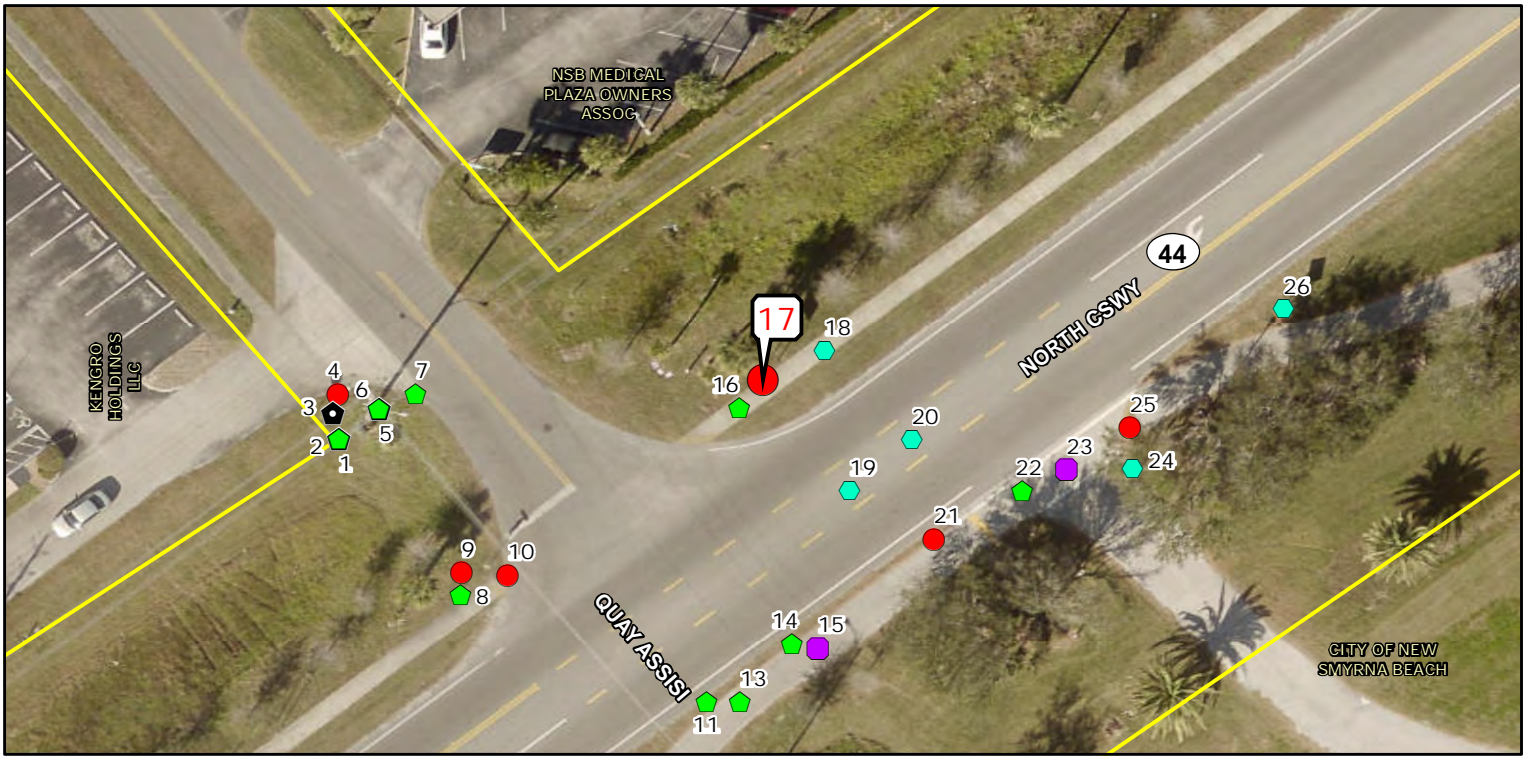 NSB MEDICAL
PLAZA OWNERS
ASSOC
44
26
NORTH CSWY
17
18
KENGRO
HOLDINGS
LLC
4
6
7
16
3
5
2
1
25
20
23
24
19
22
21
9
10
8
QUAY ASSISI
14
15
CITY OF NEW
SMYRNA BEACH
13
11